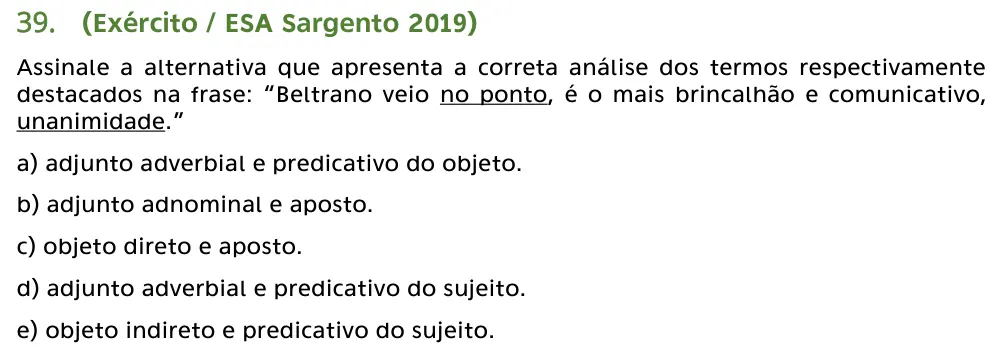 39. (Exército / ESA Sargento 2019)
Assinale a alternativa que apresenta a correta análise dos termos respectivamente
destacados na frase: “Beltrano veio no ponto, é o mais brincalhão e comunicativo,
unanimidade.”
a) adjunto adverbial e predicativo do objeto.
b) adjunto adnominal e aposto.
c) objeto direto e aposto.
d) adjunto adverbial e predicativo do sujeito.
e) objeto indireto e predicativo do sujeito.